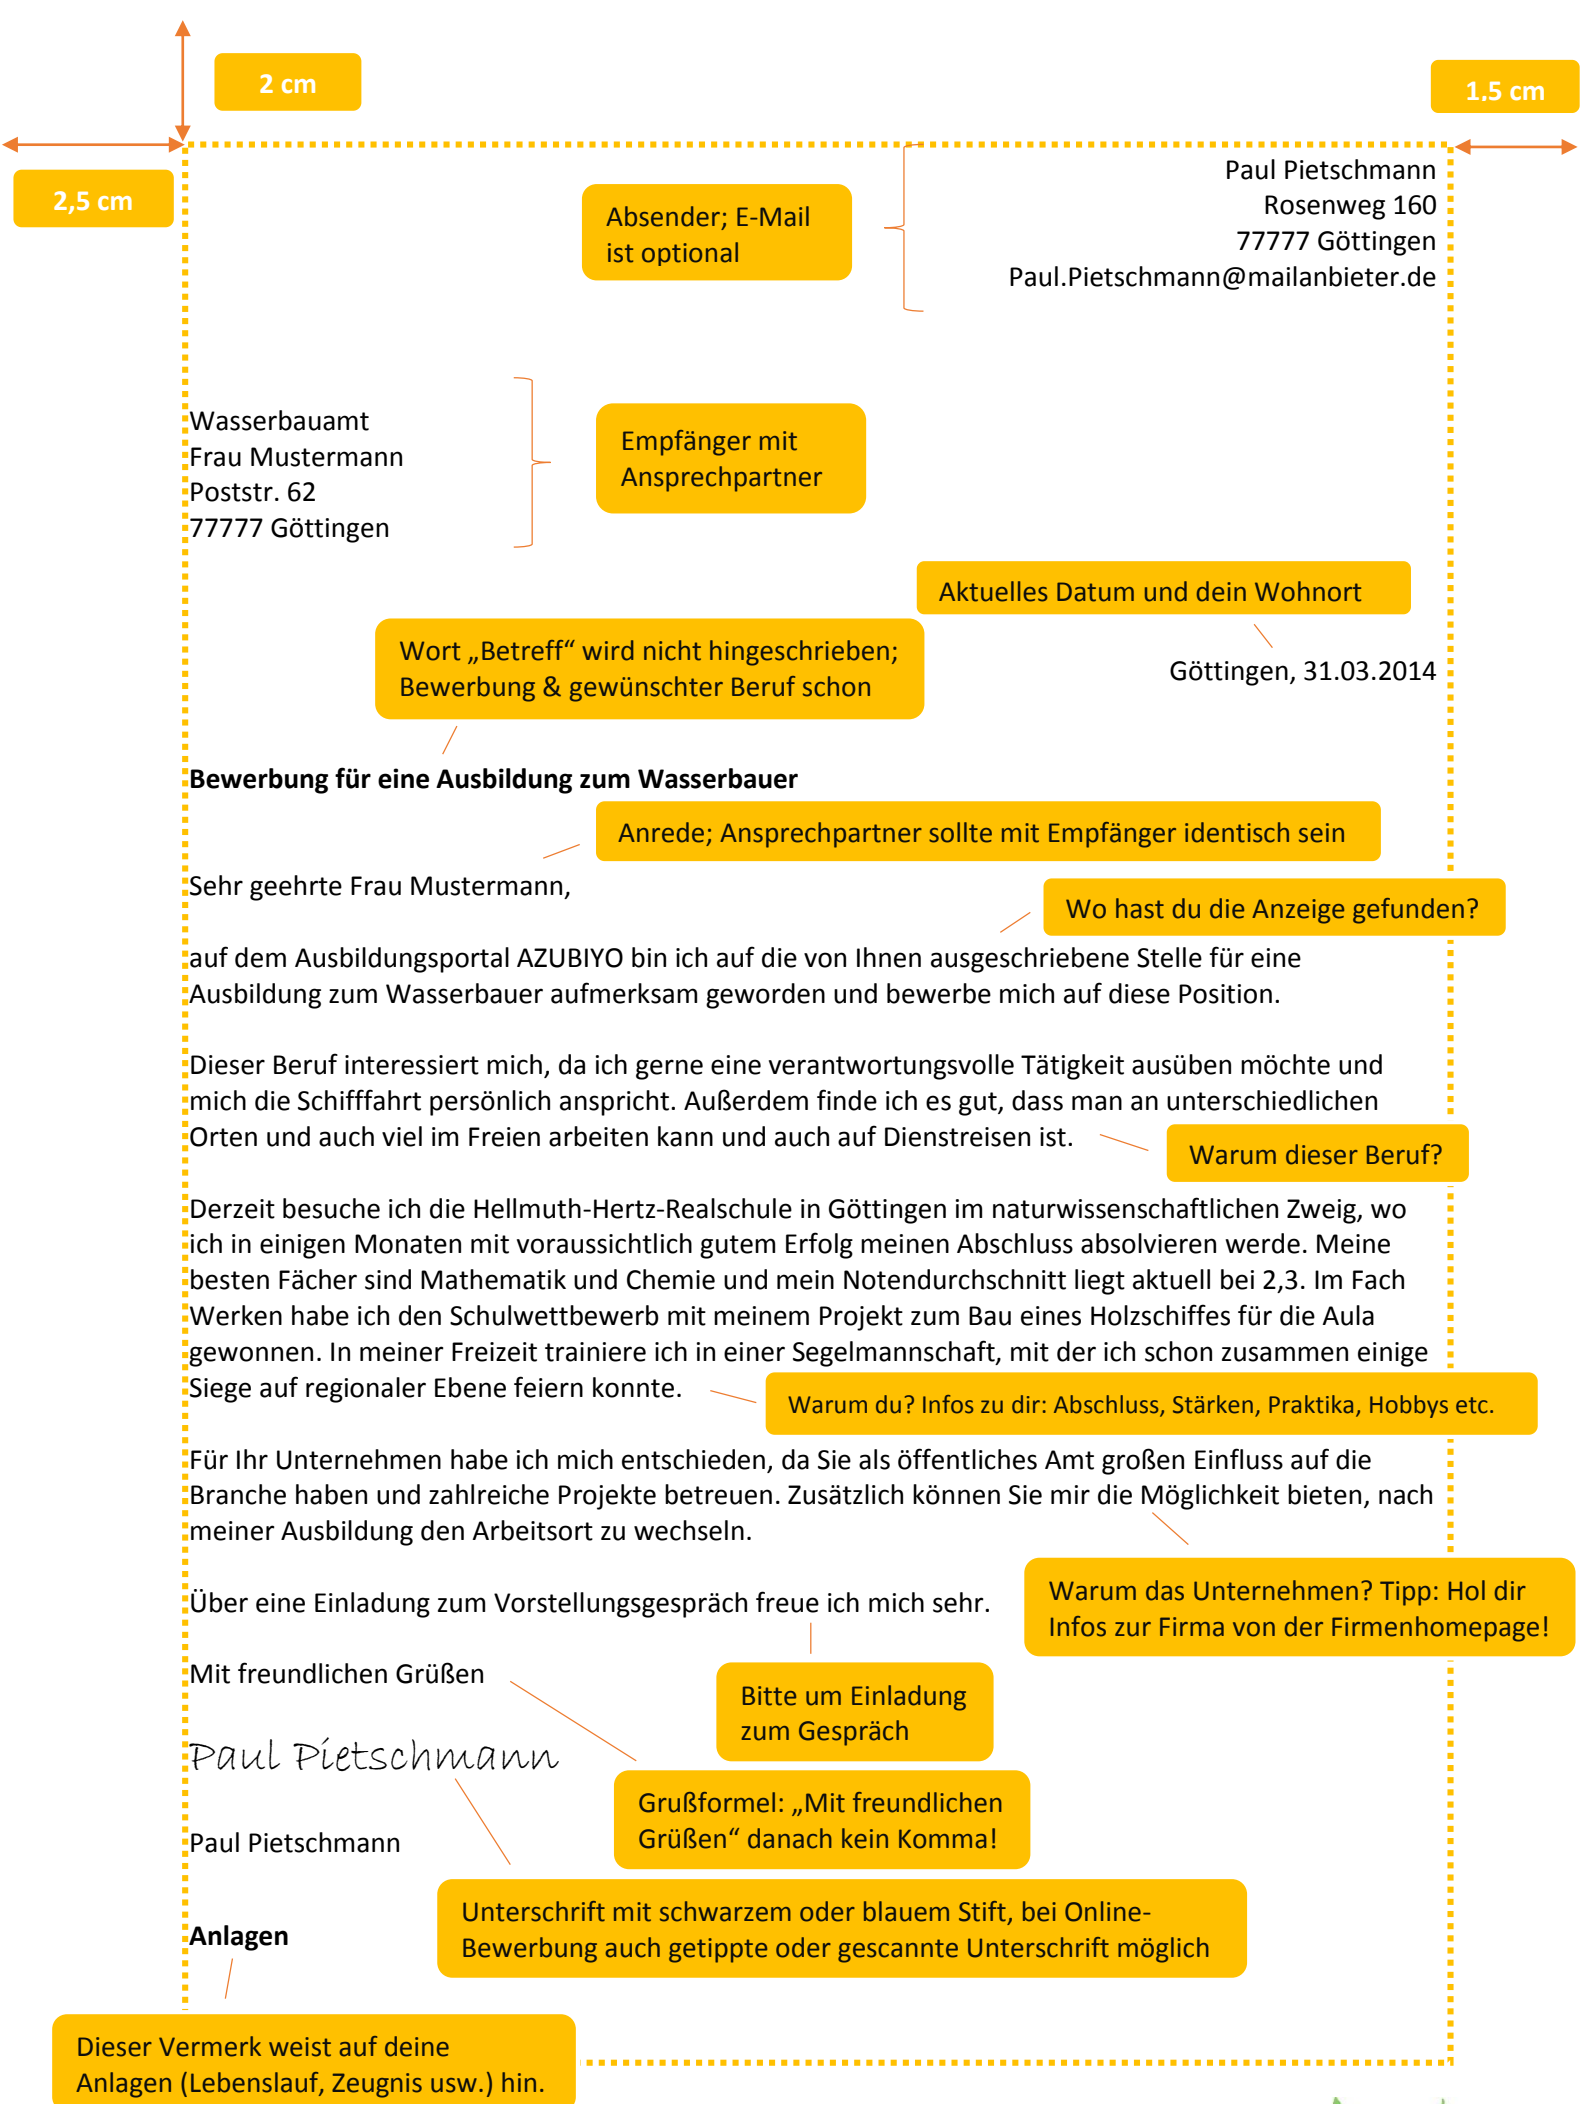 2 cm
1,5 cm
2,5 cm
Absender; E-Mail
ist optional
Paul Pietschmann
Rosenweg 160
77777 Göttingen
Paul.Pietschmann@mailanbieter.de
Wasserbauamt
Frau Mustermann
Poststr. 62
77777 Göttingen
Empfänger mit
Ansprechpartner
Aktuelles Datum und dein Wohnort
Wort „Betreff“ wird nicht hingeschrieben;
Bewerbung & gewünschter Beruf schon
Göttingen, 31.03.2014
Bewerbung für eine Ausbildung zum Wasserbauer
Anrede; Ansprechpartner sollte mit Empfänger identisch sein
Sehr geehrte Frau Mustermann,
Wo hast du die Anzeige gefunden?
auf dem Ausbildungsportal AZUBIYO bin ich auf die von Ihnen ausgeschriebene Stelle für eine
Ausbildung zum Wasserbauer aufmerksam geworden und bewerbe mich auf diese Position.
Dieser Beruf interessiert mich, da ich gerne eine verantwortungsvolle Tätigkeit ausüben möchte und
mich die Schifffahrt persönlich anspricht. Außerdem finde ich es gut, dass man an unterschiedlichen
Orten und auch viel im Freien arbeiten kann und auch auf Dienstreisen ist.
Warum dieser Beruf?
Derzeit besuche ich die Hellmuth-Hertz-Realschule in Göttingen im naturwissenschaftlichen Zweig, wo
ich in einigen Monaten mit voraussichtlich gutem Erfolg meinen Abschluss absolvieren werde. Meine
besten Fächer sind Mathematik und Chemie und mein Notendurchschnitt liegt aktuell bei 2,3. Im Fach
Werken habe ich den Schulwettbewerb mit meinem Projekt zum Bau eines Holzschiffes für die Aula
gewonnen. In meiner Freizeit trainiere ich in einer Segelmannschaft, mit der ich schon zusammen einige
Siege auf regionaler Ebene feiern konnte.
Warum du? Infos zu dir: Abschluss, Stärken, Praktika, Hobbys etc.
Für Ihr Unternehmen habe ich mich entschieden, da Sie als öffentliches Amt großen Einfluss auf die
Branche haben und zahlreiche Projekte betreuen. Zusätzlich können Sie mir die Möglichkeit bieten, nach
meiner Ausbildung den Arbeitsort zu wechseln.
Warum das Unternehmen? Tipp: Hol dir
Infos zur Firma von der Firmenhomepage!
Über eine Einladung zum Vorstellungsgespräch freue ich mich sehr.
Mit freundlichen Grüßen
Bitte um Einladung
zum Gespräch
Paul Pietschmann
Grußformel: „Mit freundlichen
Grüßen“ danach kein Komma!
Paul Pietschmann
Unterschrift mit schwarzem oder blauem Stift, bei Online-
Bewerbung auch getippte oder gescannte Unterschrift möglich
Anlagen
Dieser Vermerk weist auf deine
Anlagen (Lebenslauf, Zeugnis usw.) hin.